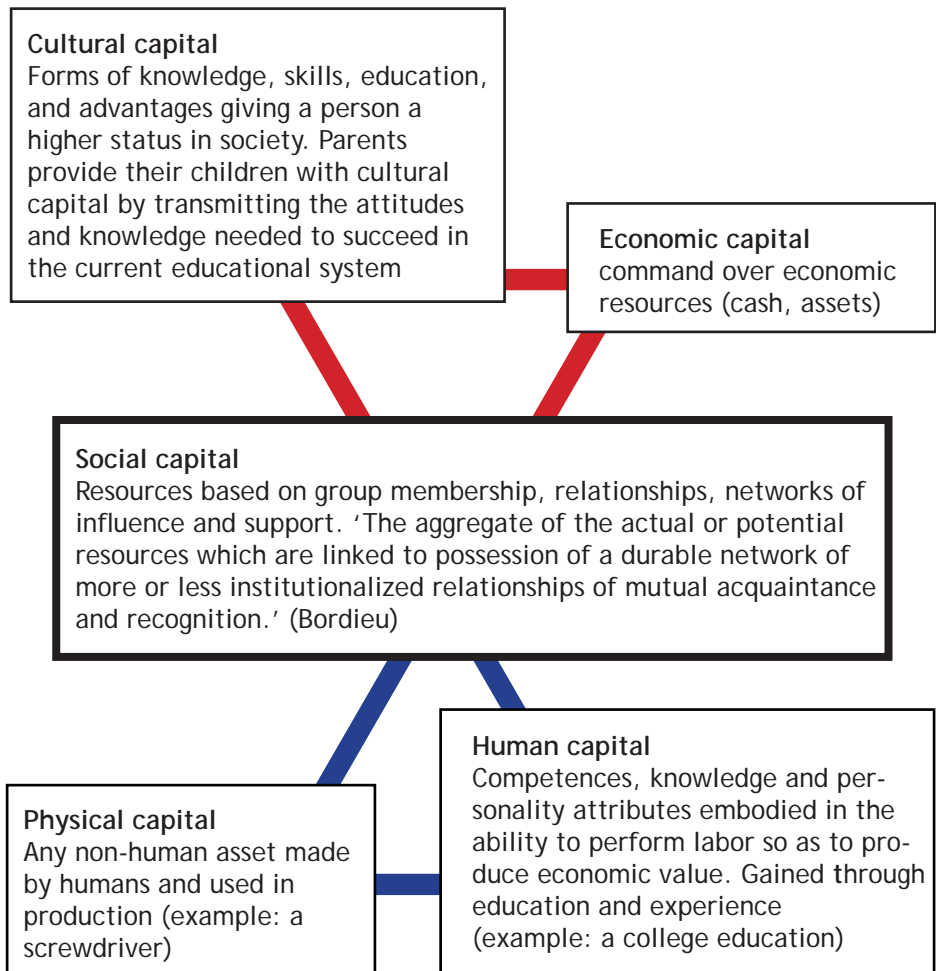 Cultural capital
Forms of knowledge, skills, education,
and advantages giving a person a
higher status in society. Parents
provide their children with cultural
capital by transmitting the attitudes
and knowledge needed to succeed in
the current educational system
Economic capital
command over economic
resources (cash, assets)
Social capital
Resources based on group membership, relationships, networks of
influence and support. ‘The aggregate of the actual or potential
resources which are linked to possession of a durable network of
more or less institutionalized relationships of mutual acquaintance
and recognition.’ (Bordieu)
Physical capital
Any non-human asset made
by humans and used in
production (example: a
screwdriver)
Human capital
Competences, knowledge and per-
sonality attributes embodied in the
ability to perform labor so as to pro-
duce economic value. Gained through
education and experience
(example: a college education)